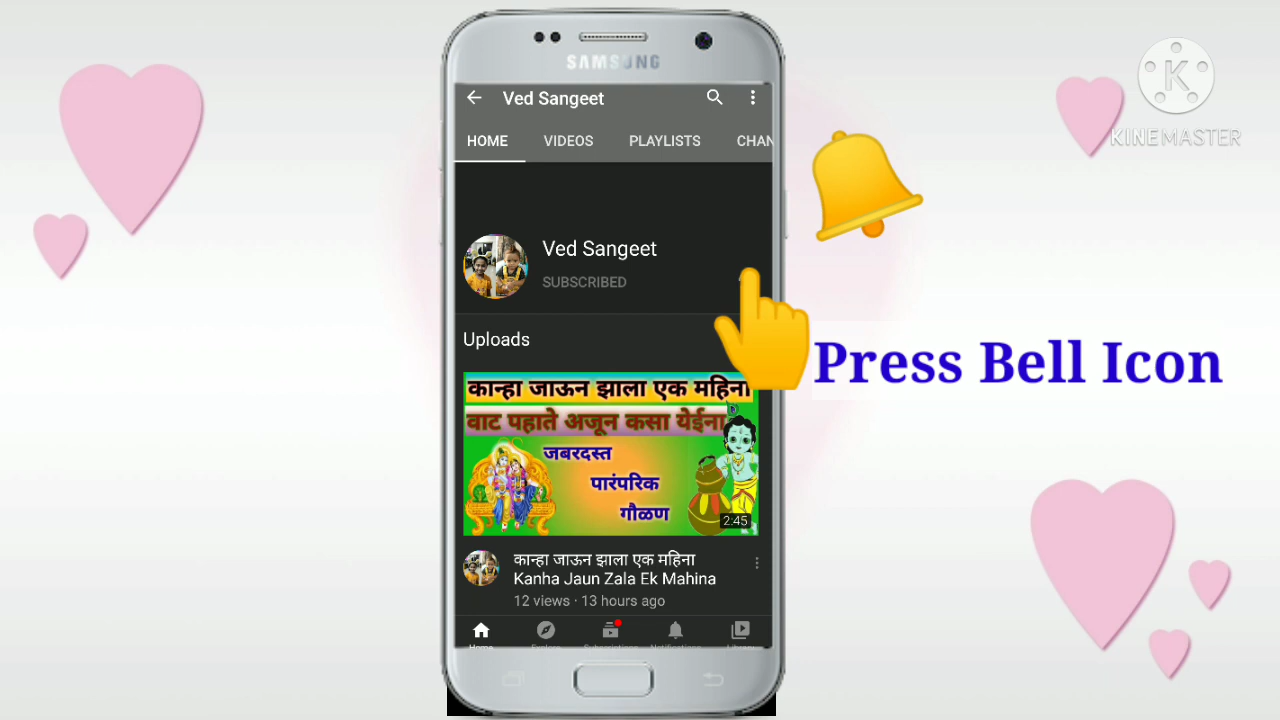 SAMSUNG
Ved Sangeet
HOME VIDEOS PLAYLISTS CHAN
KINEMASTER
Ved Sangeet
SUBSCRIBED
Press Bell Icon
Uploads
कान्हा जाऊन झाला एक महिना
वाट पहाते अजून कसा येईना
जबरदस्त
पारंपरिक
गौळण
2:45
कान्हा जाऊन झाला एक महिना
Kanha Jaun Zala Ek Mahina
12 views · 13 hours ago